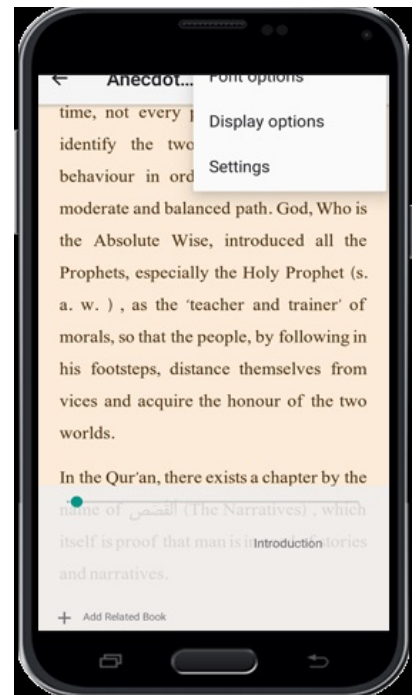 Anecdot...
Font options
Display options
Settings
time, not every
identify the two
behaviour in ord
moderate and balanced path. God, Who is
the Absolute Wise, introduced all the
Prophets, especially the Holy Prophet (s.
a. w. ) , as the ‘teacher and trainer’ of
morals, so that the people, by following in
his footsteps, distance themselves from
vices and acquire the honour of the two
worlds.
In the Qur’an, there exists a chapter by the
name of القَصَص (The Narratives) , which
itself is proof that man is in stories
Introduction
and narratives.
+ Add Related Book